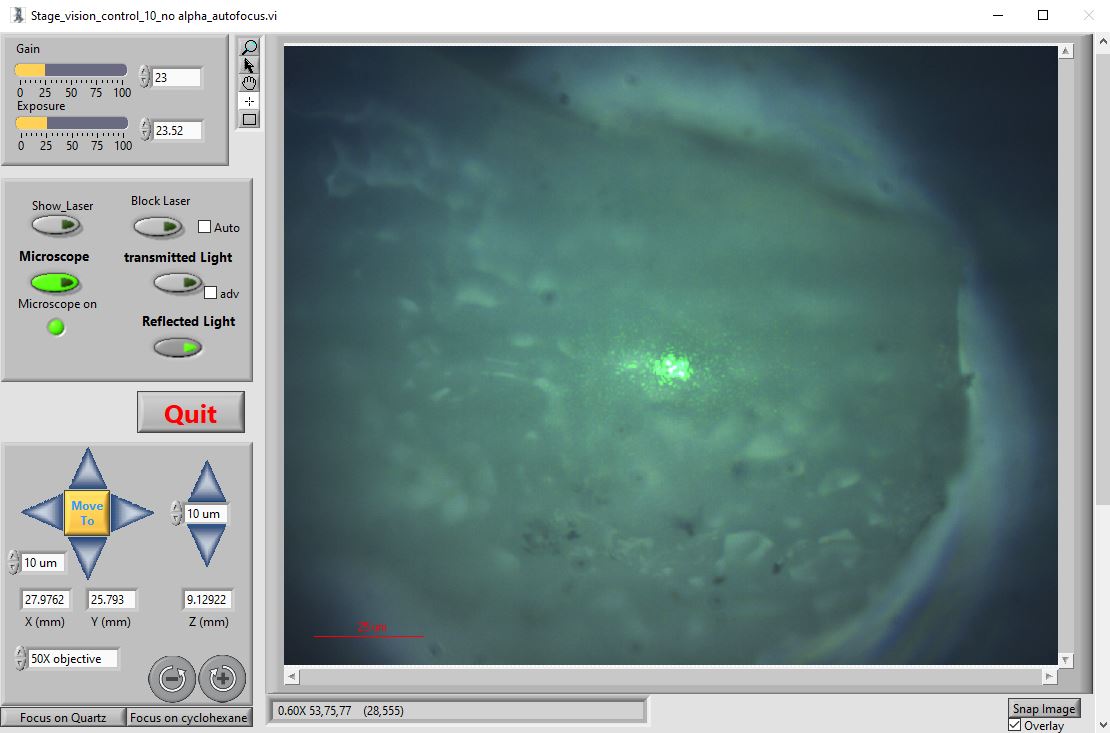 Stage_vision_control_10_no alpha_autofocus.vi
Gain
0 25 50 75 100
23
Exposure
0 25 50 75 100
23.52
Show_Laser
Block Laser
Auto
Microscope
transmitted Light
adv
Microscope on
Reflected Light
Quit
Move
To
10 um
10 um
27.9762
25.793
9.12922
X (mm)
Y (mm)
Z (mm)
50X objective
Focus on Quartz
Focus on cyclohexane
25 um
0.60X 53,75,77 (28,555)
Snap Image
Overlay